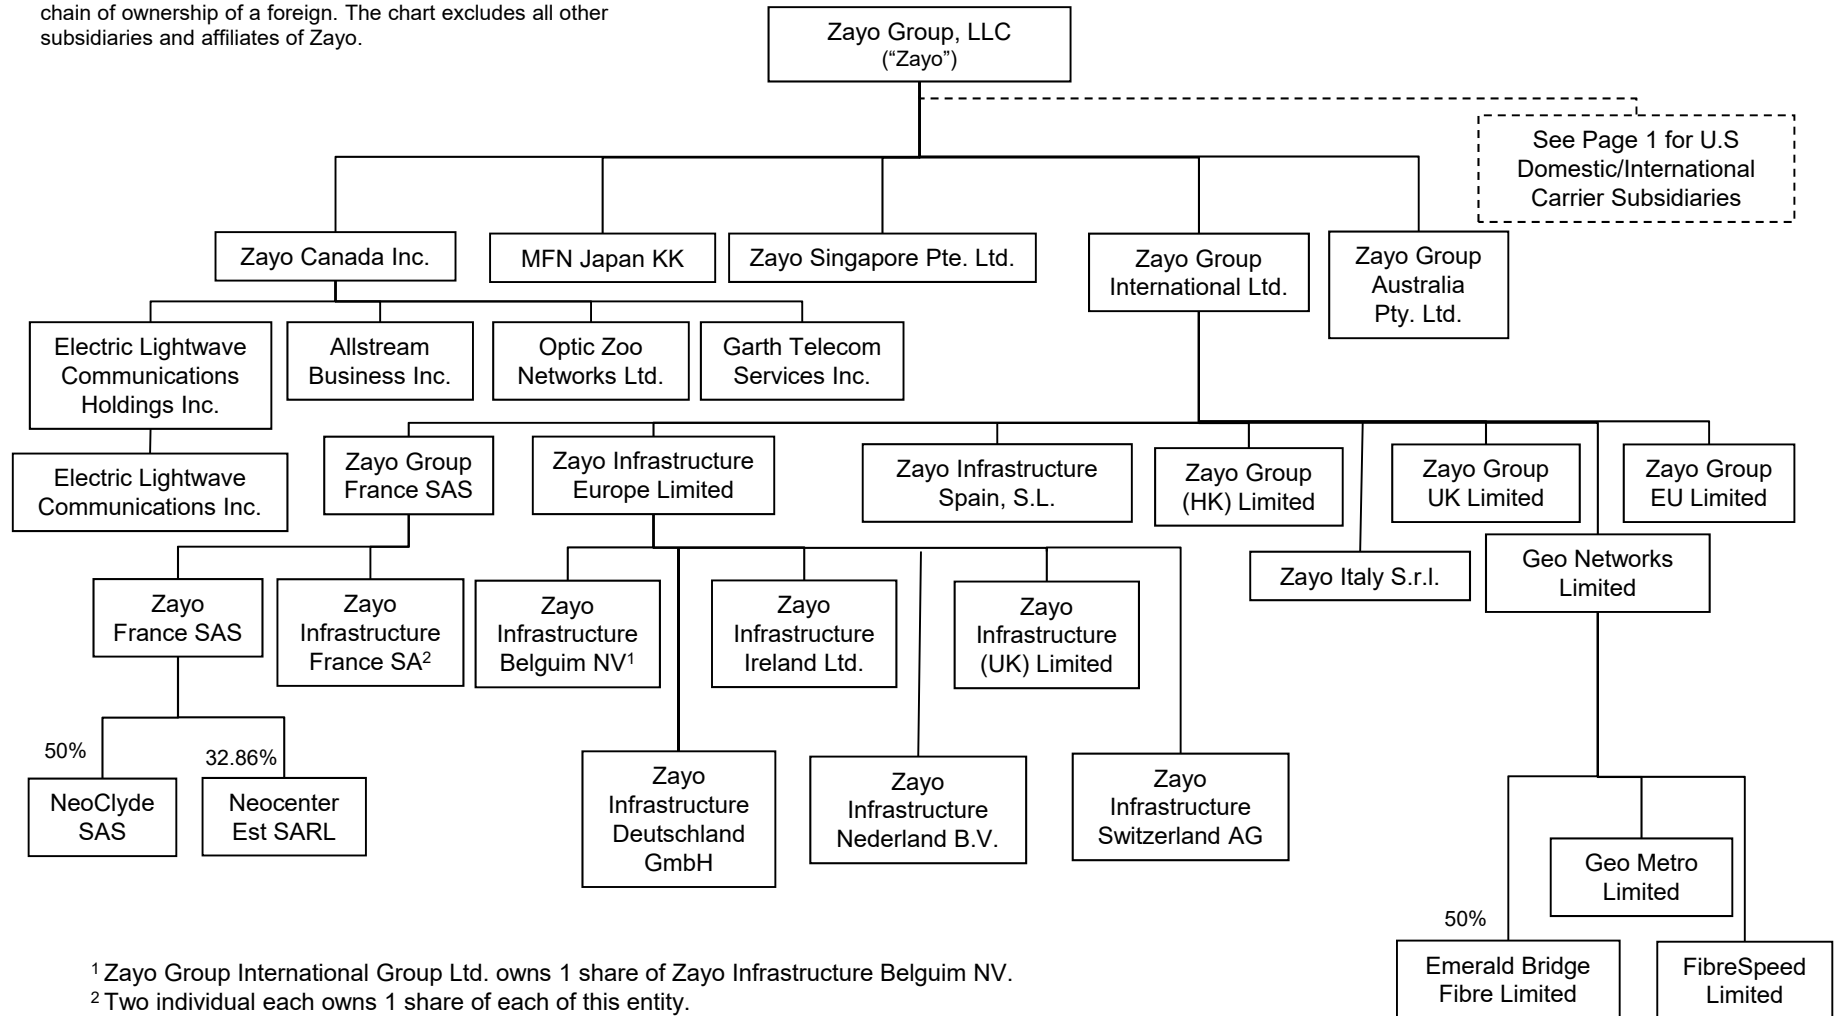 chain of ownership of a foreign. The chart excludes all other
subsidiaries and affiliates of Zayo.
Zayo Group, LLC
(“Zayo”)
See Page 1 for U.S
Domestic/International
Carrier Subsidiaries
Zayo Canada Inc.
MFN Japan KK
Zayo Singapore Pte. Ltd.
Zayo Group
International Ltd.
Zayo Group
Australia
Pty. Ltd.
Electric Lightwave
Communications
Holdings Inc.
Allstream
Business Inc.
Optic Zoo
Networks Ltd.
Garth Telecom
Services Inc.
Electric Lightwave
Communications Inc.
Zayo Group
France SAS
Zayo Infrastructure
Europe Limited
Zayo Infrastructure
Spain, S.L.
Zayo Group
(HK) Limited
Zayo Group
UK Limited
Zayo Group
EU Limited
Zayo Italy S.r.l.
Geo Networks
Limited
Zayo
France SAS
Zayo
Infrastructure
France SA²
Zayo
Infrastructure
Belguim NV¹
Zayo
Infrastructure
Ireland Ltd.
Zayo
Infrastructure
(UK) Limited
50%
32.86%
NeoClyde
SAS
Neocenter
Est SARL
Zayo
Infrastructure
Deutschland
GmbH
Zayo
Infrastructure
Nederland B.V.
Zayo
Infrastructure
Switzerland AG
Geo Metro
Limited
50%
Emerald Bridge
Fibre Limited
FibreSpeed
Limited
¹ Zayo Group International Group Ltd. owns 1 share of Zayo Infrastructure Belguim NV.
² Two individual each owns 1 share of each of this entity.